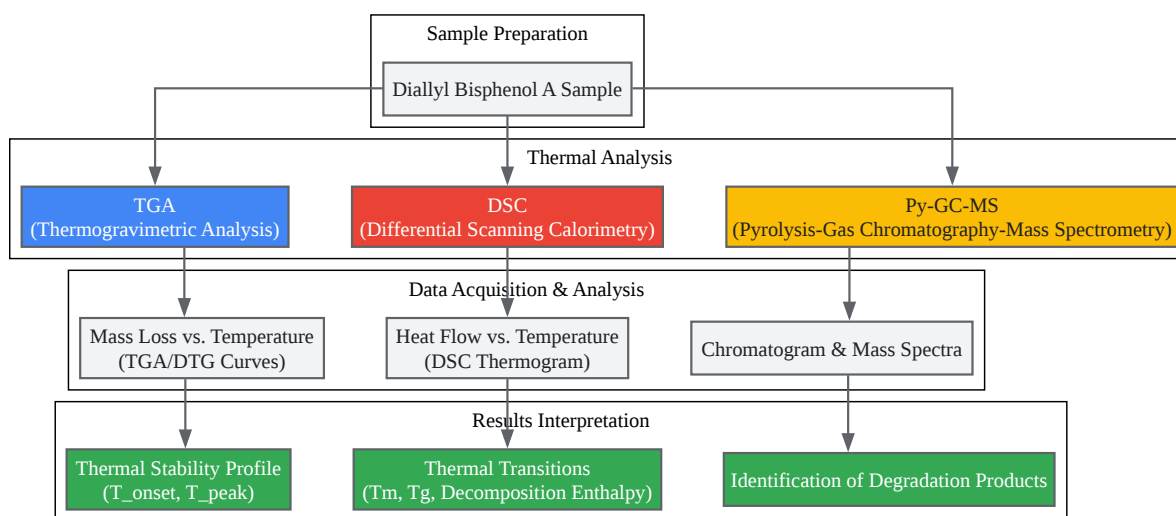 Sample Preparation
Diallyl Bisphenol A Sample
Thermal Analysis
TGA
(Thermogravimetric Analysis)
DSC
(Differential Scanning Calorimetry)
Py-GC-MS
(Pyrolysis-Gas Chromatography-Mass Spectrometry)
Data Acquisition & Analysis
Mass Loss vs. Temperature
(TGA/DTG Curves)
Heat Flow vs. Temperature
(DSC Thermogram)
Chromatogram & Mass Spectra
Results Interpretation
Thermal Stability Profile
(T_onset, T_peak)
Thermal Transitions
(Tm, Tg, Decomposition Enthalpy)
Identification of Degradation Products